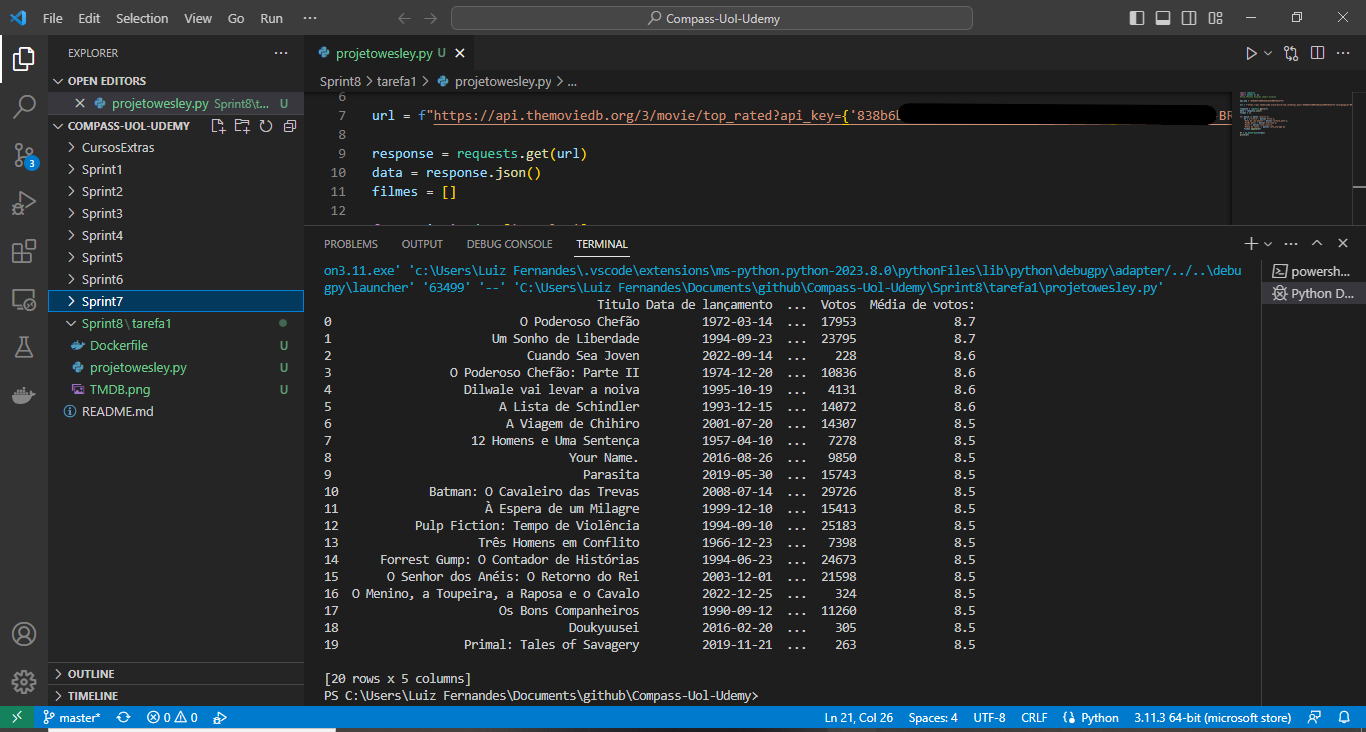 File Edit Selection View Go Run ... Compass-Uol-Udemy
EXPLORER
OPEN EDITORS
projetowesley.py Sprint8\t... U
COMPASS-UOL-UDEMY
CursosExtras
Sprint1
Sprint2
Sprint3
Sprint4
Sprint5
Sprint6
Sprint7
Sprint8 \ tarefa1
Dockerfile U
projetowesley.py U
TMDB.png U
README.md
OUTLINE
TIMELINE
3
projetowesley.py U
Sprint8 > tarefa1 > projetowesley.py > ...
6
7 url = f"https://api.themoviedb.org/3/movie/top_rated?api_key={'838b6 BR
8
9 response = requests.get(url)
10 data = response.json()
11 filmes = []
12
PROBLEMS OUTPUT DEBUG CONSOLE TERMINAL
powersh...
Python D...
on3.11.exe' 'c:\Users\Luiz Fernandes\.vscode\extensions\ms-python.python-2023.8.0\pythonFiles\lib\python\debugpy\adapter/../..\debu
gpy\launcher' '63499' '--' 'C:\Users\Luiz Fernandes\Documents\github\Compass-Uol-Udemy\Sprint8\tarefa1\projetowesley.py'
Titulo Data de lançamento ... Votos Média de votos:
0 O Poderoso Chefão 1972-03-14 ... 17953 8.7
1 Um Sonho de Liberdade 1994-09-23 ... 23795 8.7
2 Cuando Sea Joven 2022-09-14 ... 228 8.6
3 O Poderoso Chefão: Parte II 1974-12-20 ... 10836 8.6
4 Dilwale vai levar a noiva 1995-10-19 ... 4131 8.6
5 A Lista de Schindler 1993-12-15 ... 14072 8.6
6 A Viagem de Chihiro 2001-07-20 ... 14307 8.5
7 12 Homens e Uma Sentença 1957-04-10 ... 7278 8.5
8 Your Name. 2016-08-26 ... 9850 8.5
9 Parasita 2019-05-30 ... 15743 8.5
10 Batman: O Cavaleiro das Trevas 2008-07-14 ... 29726 8.5
11 À Espera de um Milagre 1999-12-10 ... 15413 8.5
12 Pulp Fiction: Tempo de Violência 1994-09-10 ... 25183 8.5
13 Três Homens em Conflito 1966-12-23 ... 7398 8.5
14 Forrest Gump: O Contador de Histórias 1994-06-23 ... 24673 8.5
15 O Senhor dos Anéis: O Retorno do Rei 2003-12-01 ... 21598 8.5
16 O Menino, a Toupeira, a Raposa e o Cavalo 2022-12-25 ... 324 8.5
17 Os Bons Companheiros 1990-09-12 ... 11260 8.5
18 Doukyuusei 2016-02-20 ... 305 8.5
19 Primal: Tales of Savagery 2019-11-21 ... 263 8.5
[20 rows x 5 columns]
PS C:\Users\Luiz Fernandes\Documents\github\Compass-Uol-Udemy>
master* 0 0 Ln 21, Col 26 Spaces: 4 UTF-8 CRLF Python 3.11.3 64-bit (microsoft store)